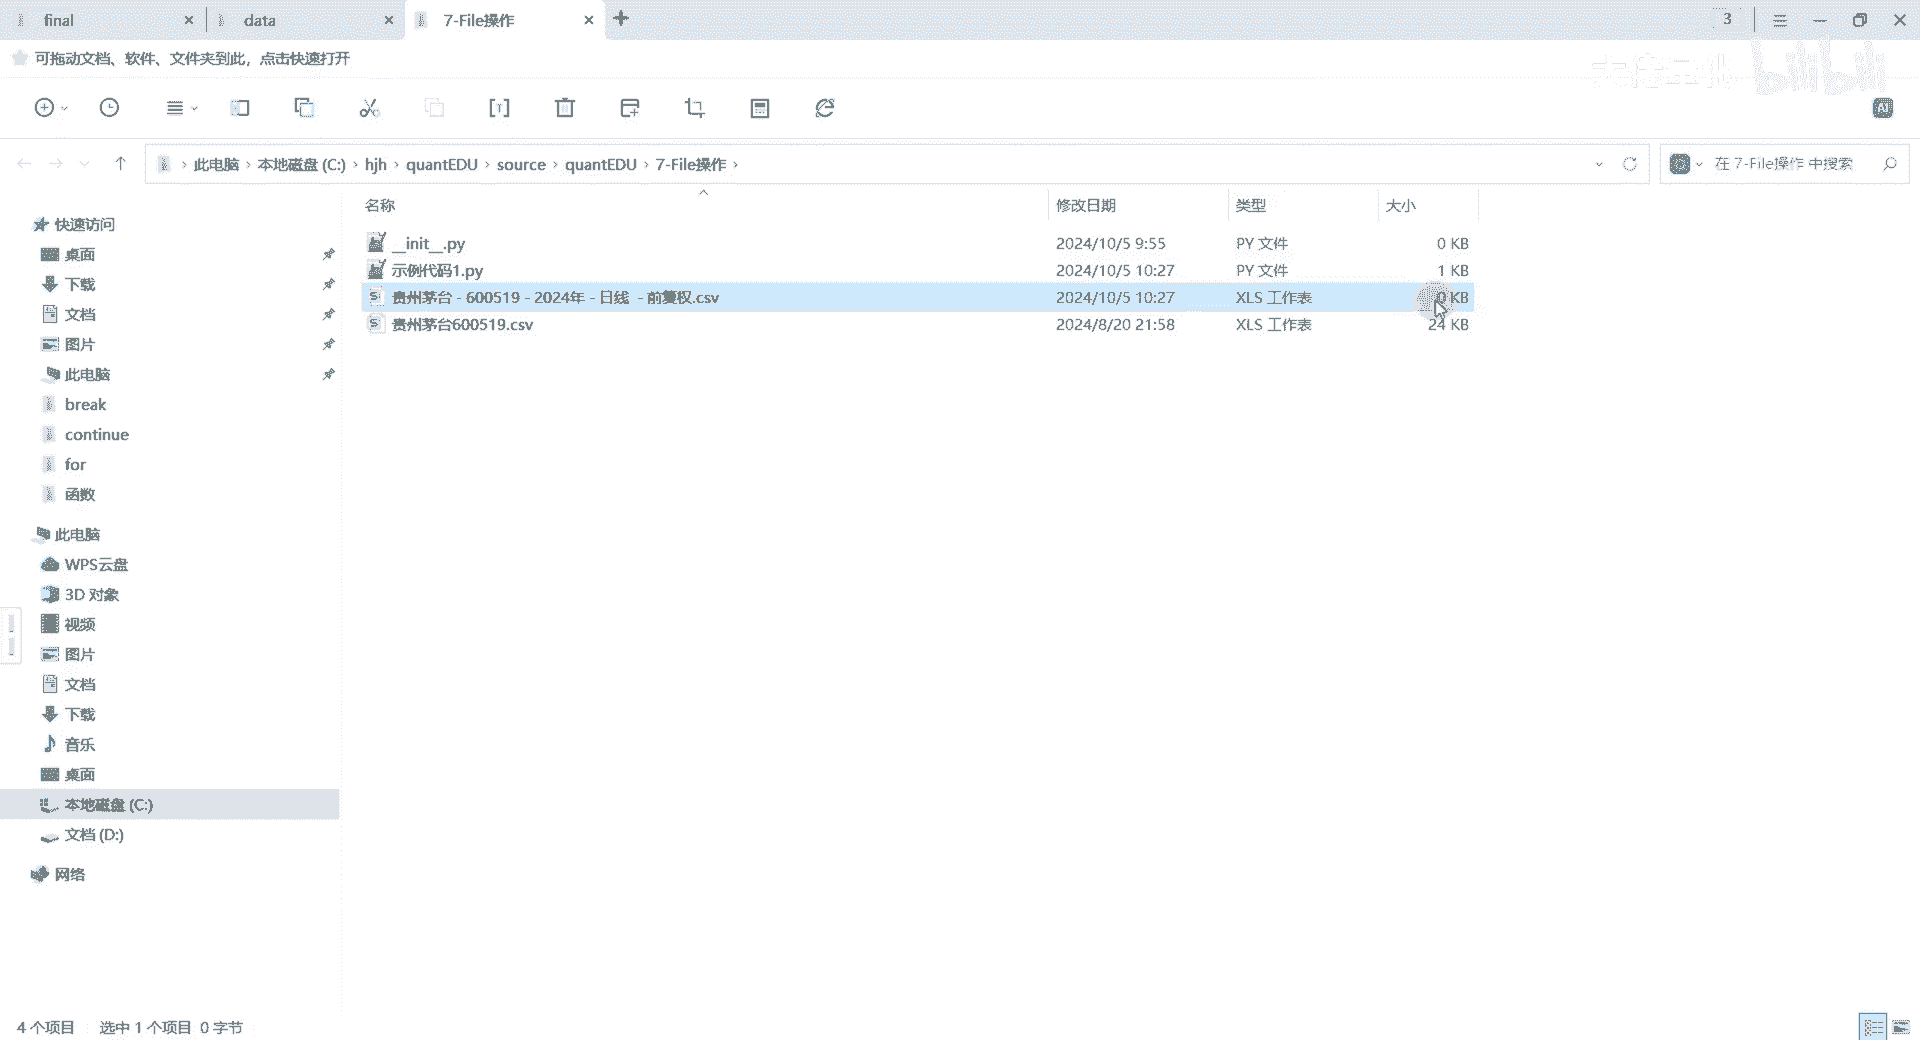 final
data
7-File操作
3
可拖动文档、软件、文件夹到此，点击快速打开
AI
此电脑 › 本地磁盘 (C:) › hjh › quantEDU › source › quantEDU › 7-File操作 ›
在 7-File操作 中搜索
名称 修改日期 类型 大小
__init__.py 2024/10/5 9:55 PY 文件 0 KB
示例代码1.py 2024/10/5 10:27 PY 文件 1 KB
贵州茅台 - 600519 - 2024年 - 日线 - 前复权.csv 2024/10/5 10:27 XLS 工作表 0 KB
贵州茅台600519.csv 2024/8/20 21:58 XLS 工作表 24 KB
快速访问
桌面
下载
文档
图片
此电脑
break
continue
for
函数
此电脑
WPS云盘
3D 对象
视频
图片
文档
下载
音乐
桌面
本地磁盘 (C:)
文档 (D:)
网络
4 个项目 选中 1 个项目 0 字节